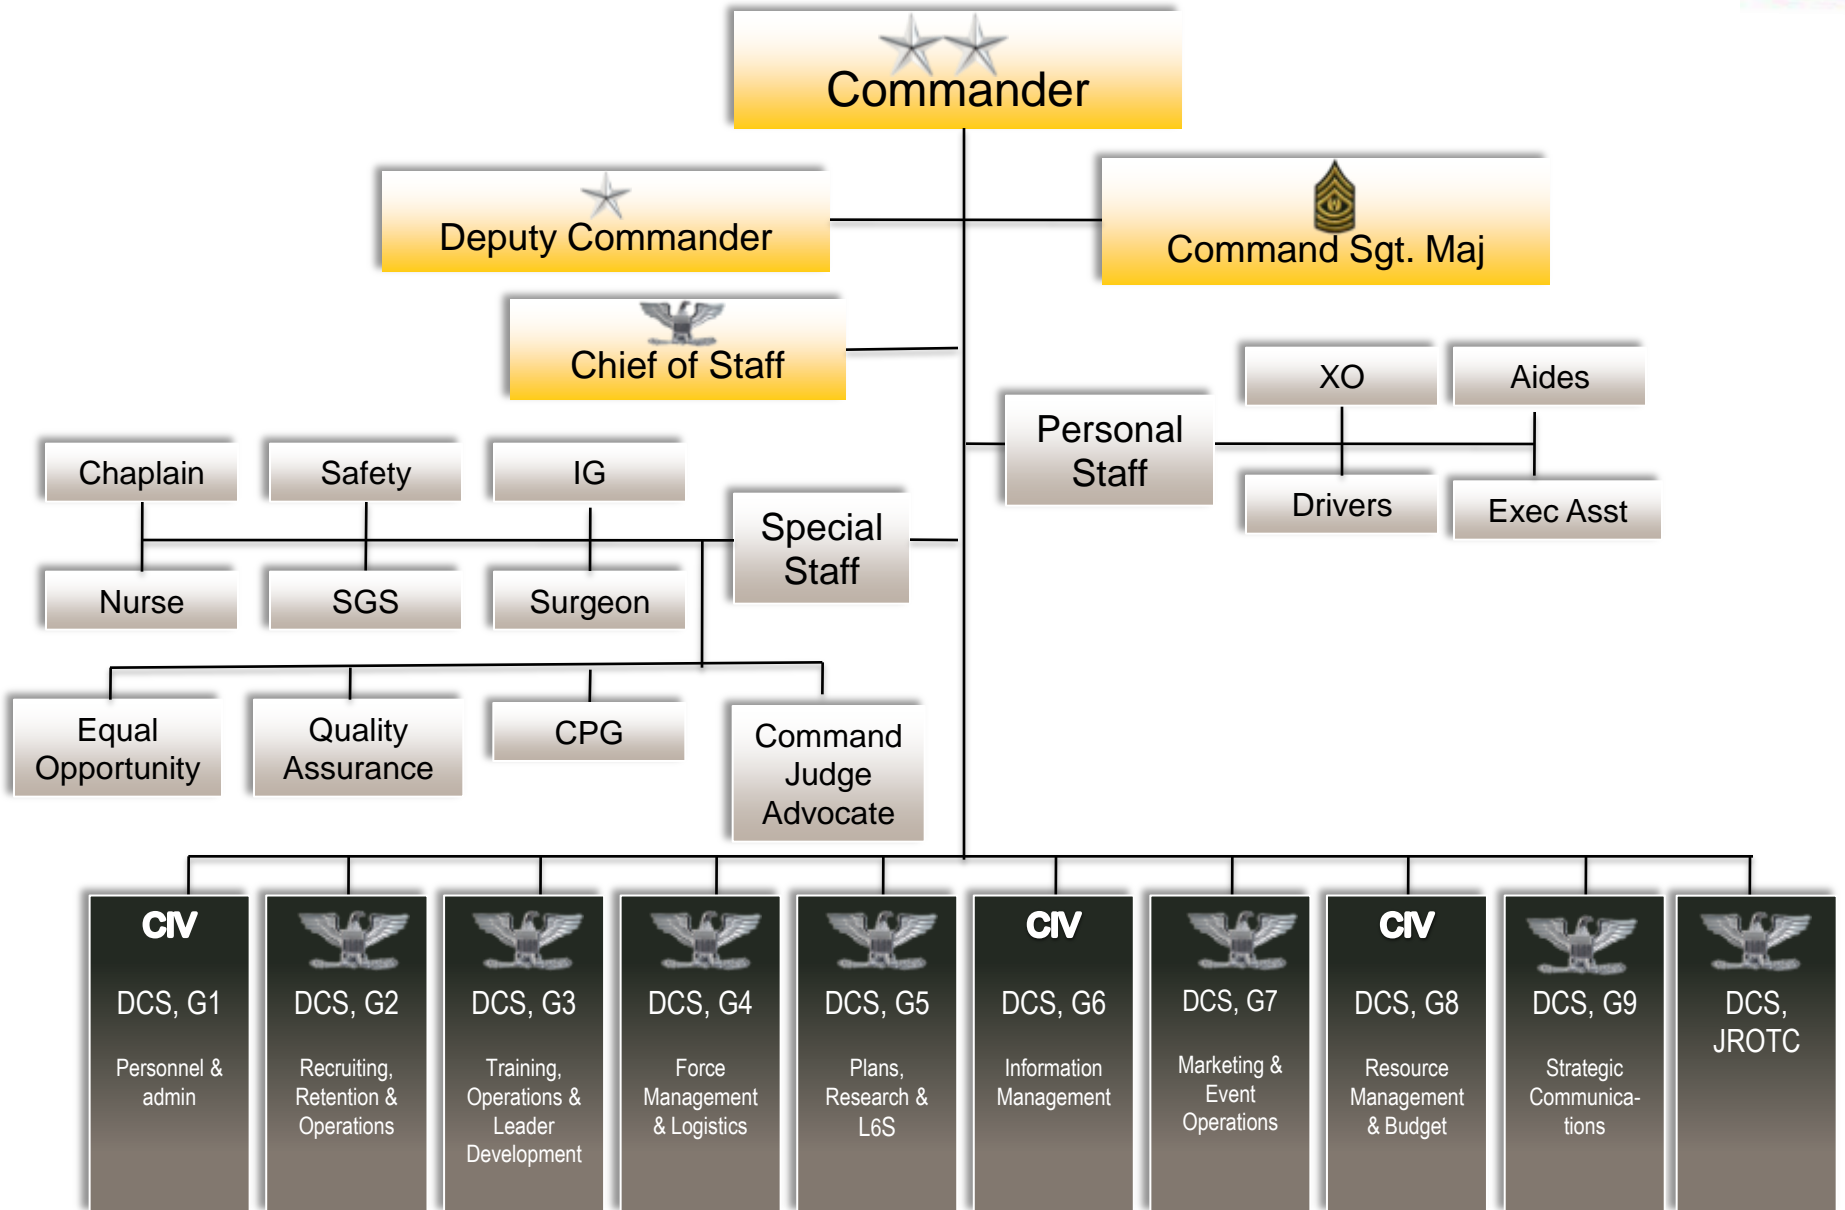 Commander
Deputy Commander
Command Sgt. Maj
Chief of Staff
XO
Aides
Personal
Staff
Drivers
Exec Asst
Chaplain
Safety
IG
Special
Staff
Nurse
SGS
Surgeon
Equal
Opportunity
Quality
Assurance
CPG
Command
Judge
Advocate
CIV
DCS, G1
Personnel &
admin
DCS, G2
Recruiting,
Retention &
Operations
DCS, G3
Training,
Operations &
Leader
Development
DCS, G4
Force
Management
& Logistics
DCS, G5
Plans,
Research &
L6S
CIV
DCS, G6
Information
Management
DCS, G7
Marketing &
Event
Operations
CIV
DCS, G8
Resource
Management
& Budget
DCS, G9
Strategic
Communica-
tions
DCS,
JROTC